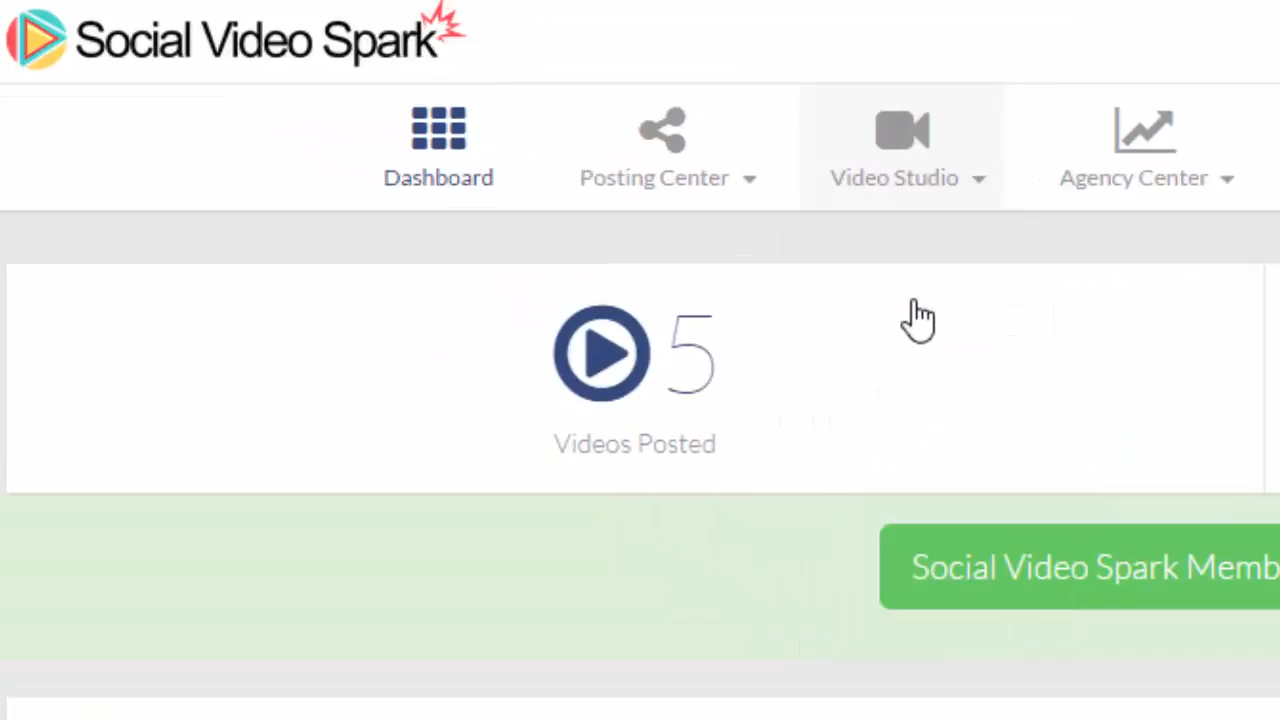 Social Video Spark
Dashboard
Posting Center
Video Studio
Agency Center
5
Videos Posted
Social Video Spark Memb